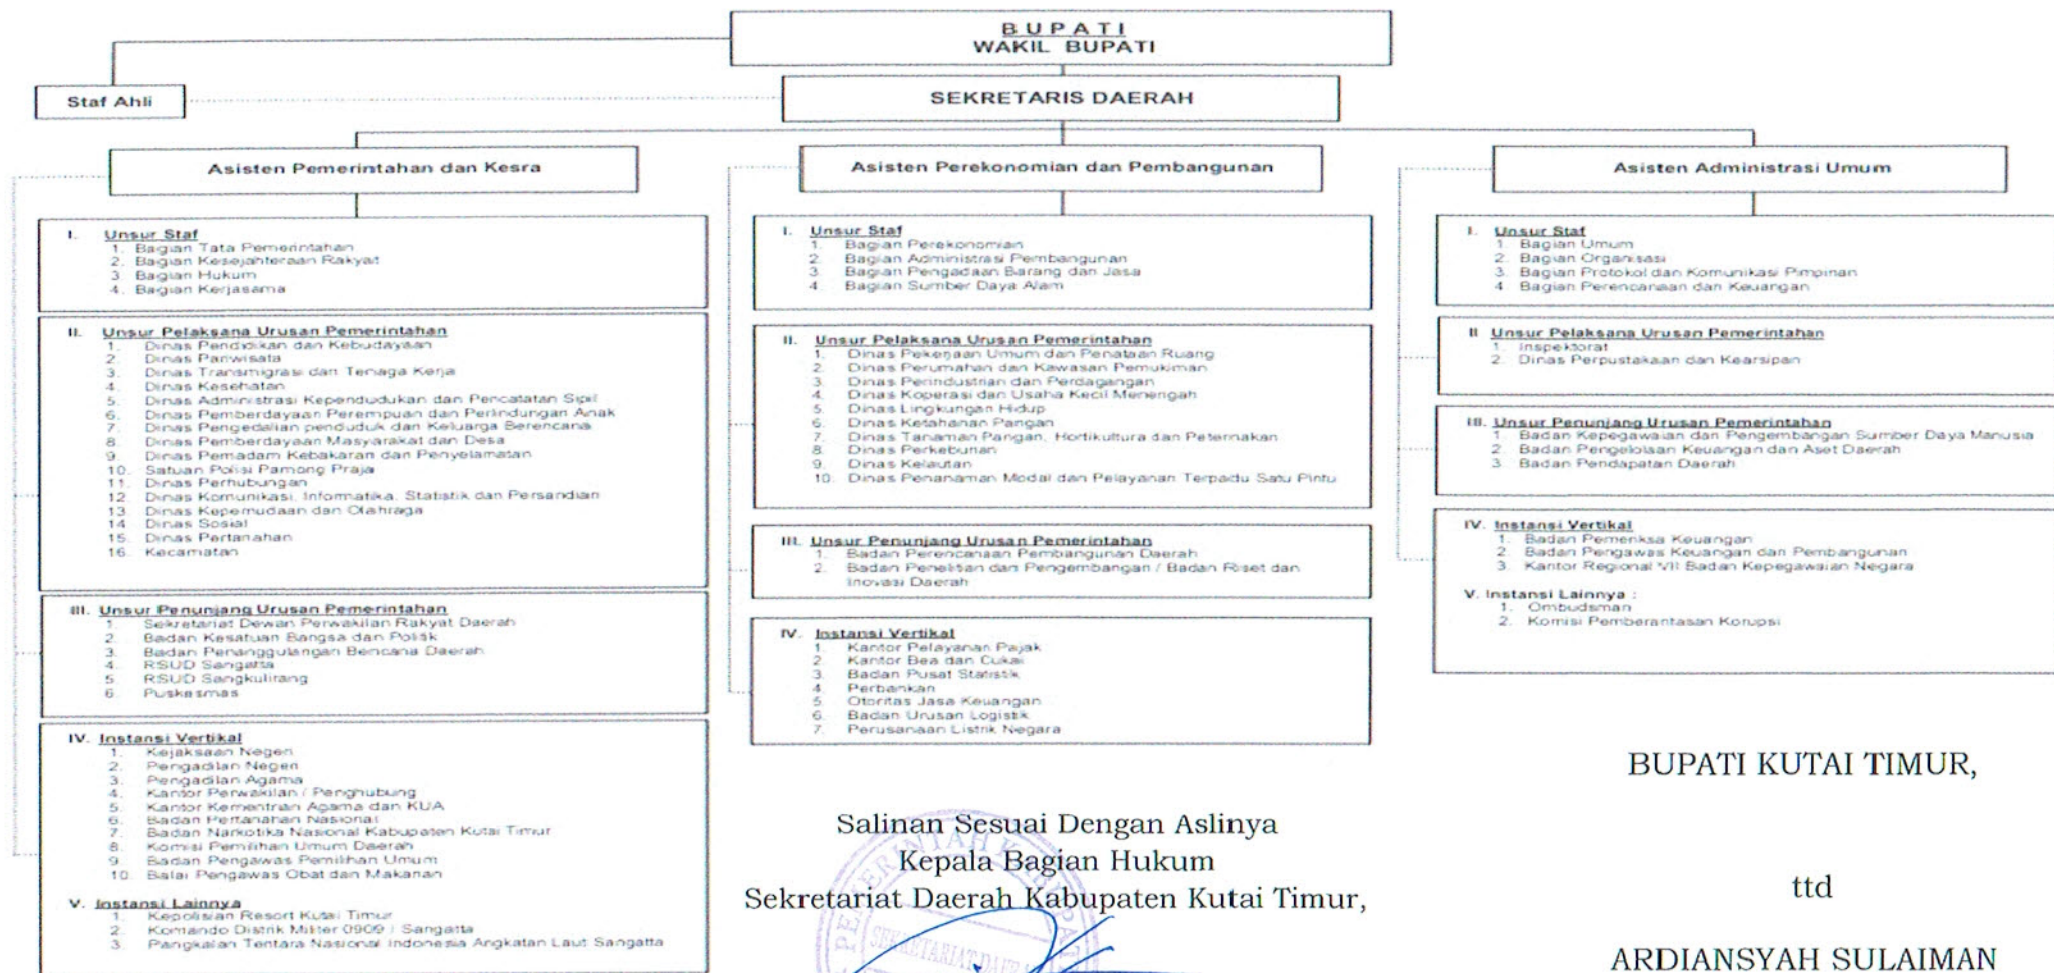 BUPATI
WAKIL BUPATI
Staf Ahli
SEKRETARIS DAERAH
Asisten Pemerintahan dan Kesra
I. Unsur Staf
1. Bagian Tata Pemerintahan
2. Bagian Kesejahteraan Rakyat
3 Bagian Hukum
4. Bagian Kerjasama
II. Unsur Pelaksana Urusan Pemerintahan
1. Dinas Pendidikan dan Kebudayaan
2. Dinas Pariwisata
3. Dinas Transmigrasi dan Tenaga Kerja
4. Dinas Kesehatan
5. Dinas Administrasi Kependudukan dan Pencatatan Sipil
6. Dinas Pemberdayaan Perempuan dan Perlindungan Anak
7. Dinas Pengedalian penduduk dan Keluarga Berencana
8. Dinas Pemberdayaan Masyarakat dan Desa
9. Dinas Pemadam Kebakaran dan Penyelamatan
10. Satuan Polisi Pamong Praja
11. Dinas Perhubungan
12. Dinas Komunikasi, Informatika, Statistik dan Persandian
13. Dinas Kepemudaan dan Olahraga
14. Dinas Sosial
15. Dinas Pertanahan
16. Kecamatan
III. Unsur Penunjang Urusan Pemerintahan
1. Sekretariat Dewan Perwakilan Rakyat Daerah
2. Badan Kesatuan Bangsa dan Politik
3. Badan Penanggulangan Bencana Daerah
4. RSUD Sangatta
5. RSUD Sangkulirang
6. Puskesmas
IV. Instansi Vertikal
1. Kejaksaan Negeri
2. Pengadilan Negeri
3. Pengadilan Agama
4. Kantor Perwakilan / Penghubung
5. Kantor Kementrian Agama dan KUA
6. Badan Pertanahan Nasional
7. Badan Narkotika Nasional Kabupaten Kutai Timur
8. Komisi Pemilihan Umum Daerah
9. Badan Pengawas Pemilihan Umum
10. Balai Pengawas Obat dan Makanan
V. Instansi Lainnya
1. Kepolisian Resort Kutai Timur
2. Komando Distrik Militer 0909 / Sangatta
3. Pangkalan Tentara Nasional Indonesia Angkatan Laut Sangatta
Asisten Perekonomian dan Pembangunan
I. Unsur Staf
1. Bagian Perekonomian
2. Bagian Administrasi Pembangunan
3. Bagian Pengadaan Barang dan Jasa
4. Bagian Sumber Daya Alam
II. Unsur Pelaksana Urusan Pemerintahan
1. Dinas Pekerjaan Umum dan Penataan Ruang
2. Dinas Perumahan dan Kawasan Pemukiman
3. Dinas Perindustrian dan Perdagangan
4. Dinas Koperasi dan Usaha Kecil Menengah
5. Dinas Lingkungan Hidup
6. Dinas Ketahanan Pangan
7. Dinas Tanaman Pangan, Hortikultura dan Peternakan
8. Dinas Perkebunan
9. Dinas Kelautan
10. Dinas Penanaman Modal dan Pelayanan Terpadu Satu Pintu
III. Unsur Penunjang Urusan Pemerintahan
1. Badan Perencanaan Pembangunan Daerah
2. Badan Penelitian dan Pengembangan / Badan Riset dan
Inovasi Daerah
IV. Instansi Vertikal
1. Kantor Pelayanan Pajak
2. Kantor Bea dan Cukai
3. Badan Pusat Statistik
4. Perbankan
5. Otoritas Jasa Keuangan
6. Badan Urusan Logistik
7. Perusahaan Listrik Negara
Asisten Administrasi Umum
I. Unsur Staf
1. Bagian Umum
2. Bagian Organisasi
3. Bagian Protokol dan Komunikasi Pimpinan
4. Bagian Perencanaan dan Keuangan
II Unsur Pelaksana Urusan Pemerintahan
1. Inspektorat
2. Dinas Perpustakaan dan Kearsipan
III. Unsur Penunjang Urusan Pemerintahan
1. Badan Kepegawaian dan Pengembangan Sumber Daya Manusia
2. Badan Pengelolaan Keuangan dan Aset Daerah
3. Badan Pendapatan Daerah
IV. Instansi Vertikal
1. Badan Pemeriksa Keuangan
2. Badan Pengawas Keuangan dan Pembangunan
3. Kantor Regional VII Badan Kepegawaian Negara
V. Instansi Lainnya :
1. Ombudsman
2. Komisi Pemberantasan Korupsi
Salinan Sesuai Dengan Aslinya
Kepala Bagian Hukum
Sekretariat Daerah Kabupaten Kutai Timur,
PEMERINTAH
SEKRETARIAT
BUPATI KUTAI TIMUR,
ttd
ARDIANSYAH SULAIMAN